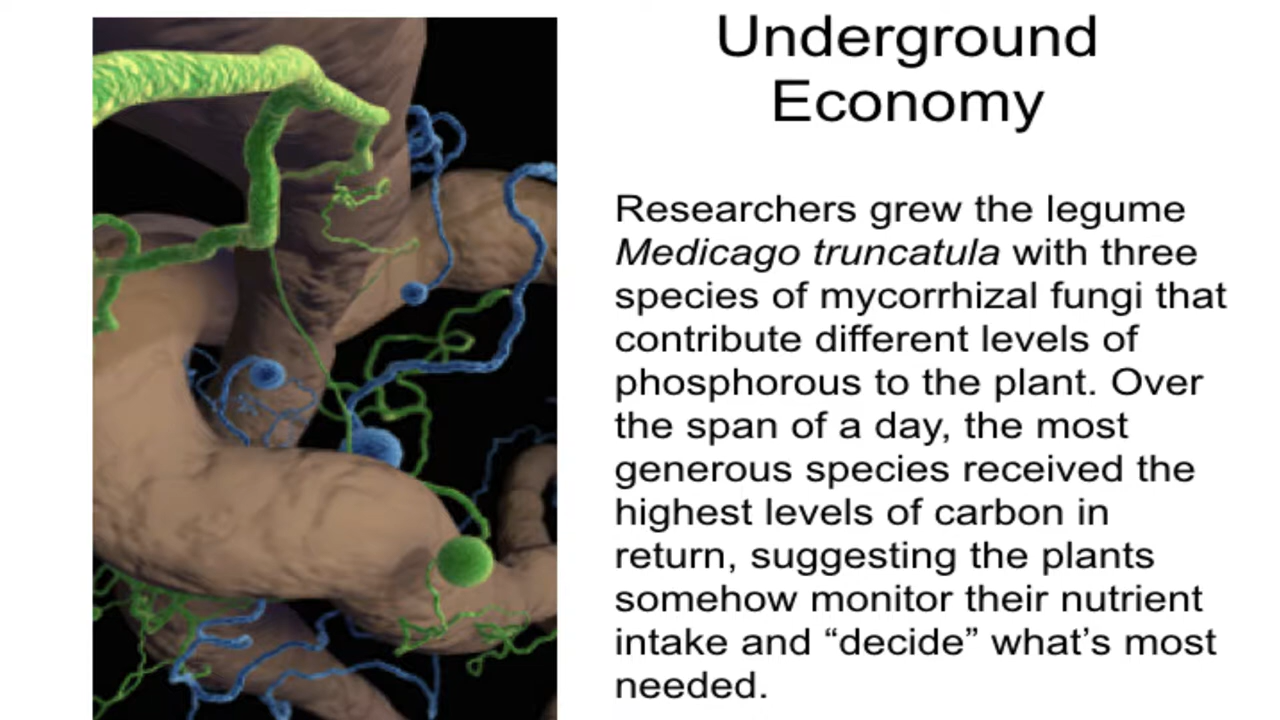 Underground
Economy
Researchers grew the legume
Medicago truncatula with three
species of mycorrhizal fungi that
contribute different levels of
phosphorous to the plant. Over
the span of a day, the most
generous species received the
highest levels of carbon in
return, suggesting the plants
somehow monitor their nutrient
intake and “decide” what’s most
needed.